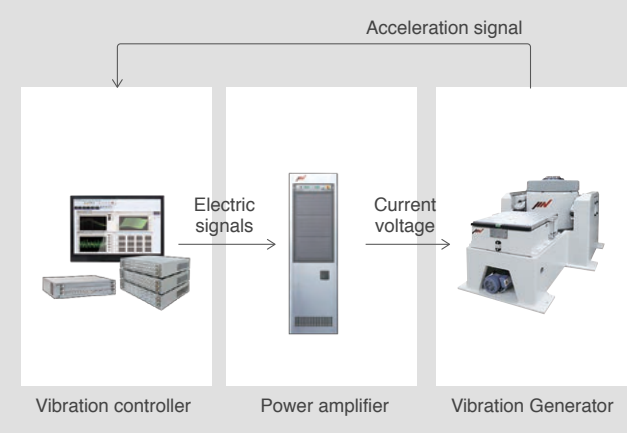 Acceleration signal
Electric
signals
Current
voltage
Vibration controller
Power amplifier
Vibration Generator